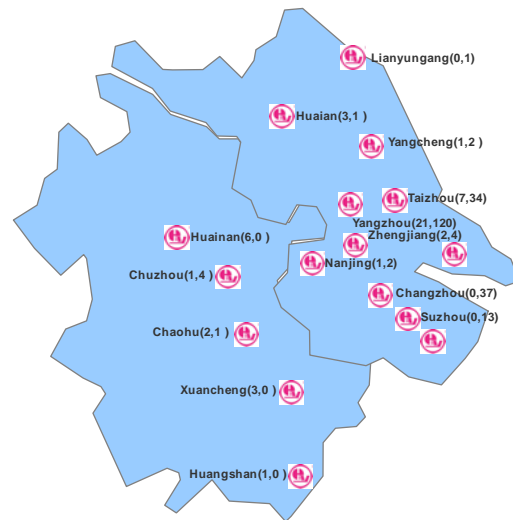 Lianyungang(0,1)
Huaian(3,1 )
Yangcheng(1,2 )
Taizhou(7,34)
Yangzhou(21,120)
Zhengjiang(2,4)
Huainan(6,0 )
Nanjing(1,2)
Chuzhou(1,4 )
Changzhou(0,37)
Suzhou(0,13)
Chaohu(2,1 )
Xuancheng(3,0 )
Huangshan(1,0 )